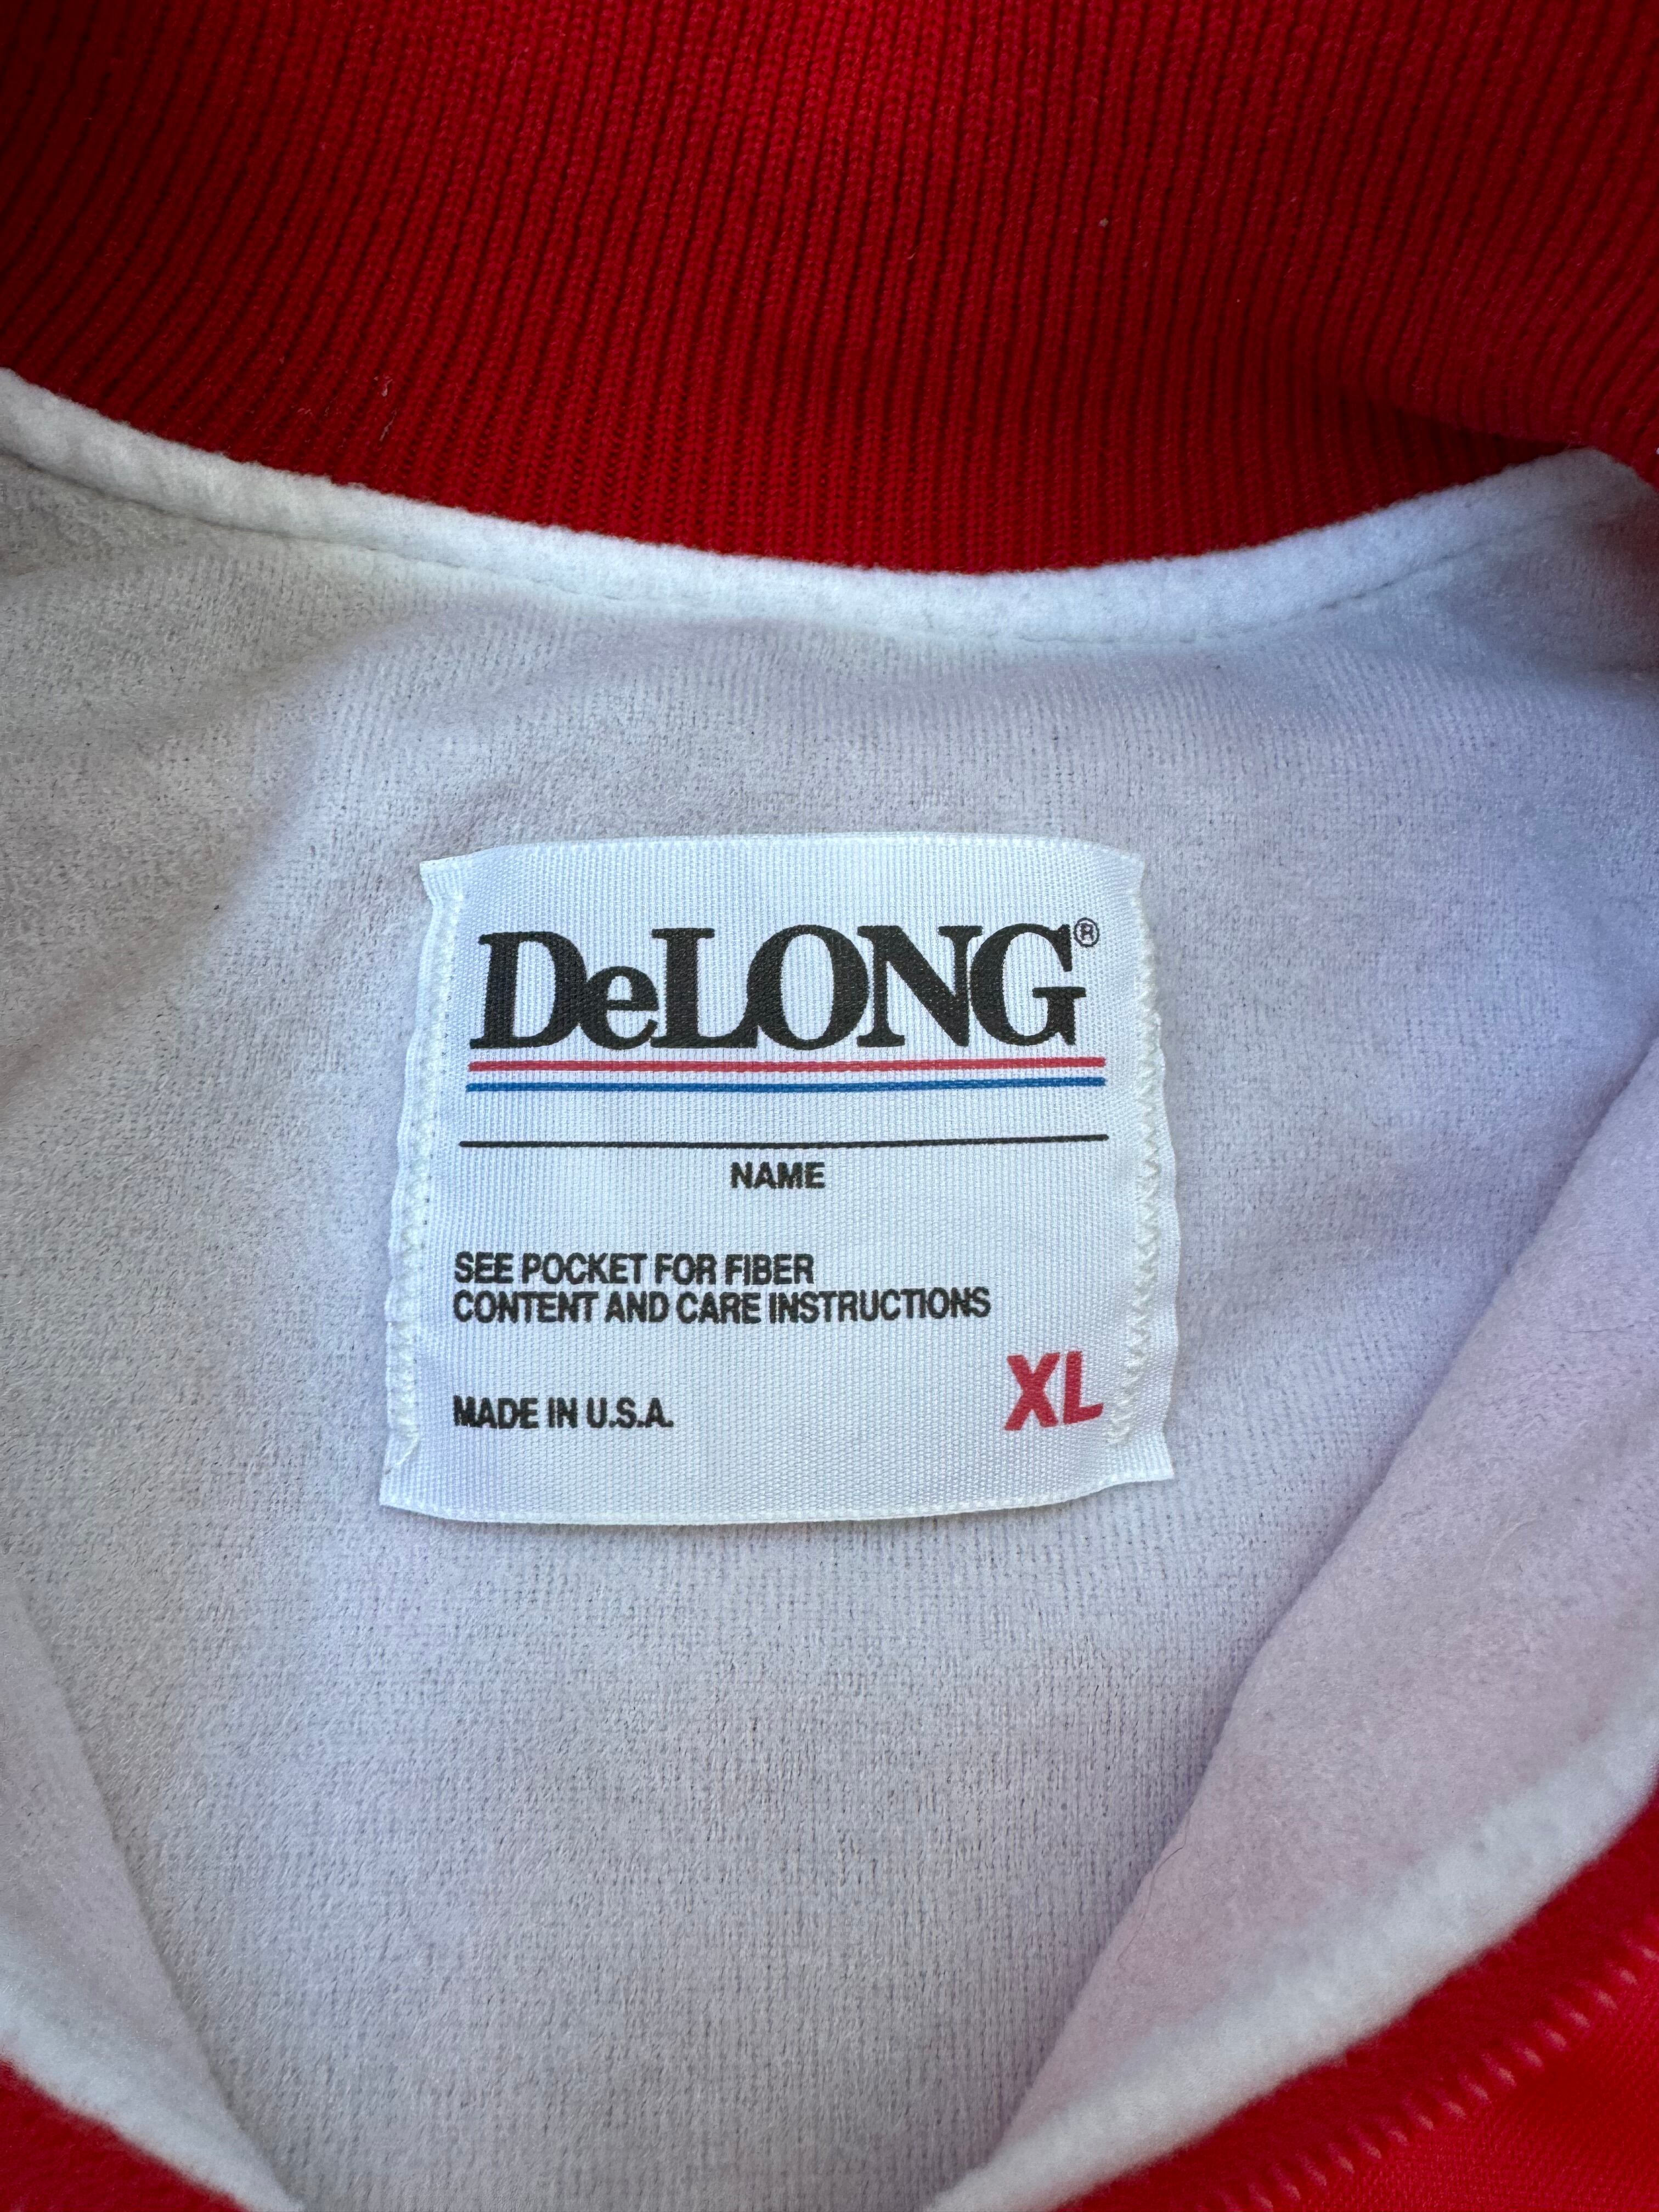 DeLONG®
NAME
SEE POCKET FOR FIBER
CONTENT AND CARE INSTRUCTIONS
XL
MADE IN U.S.A.